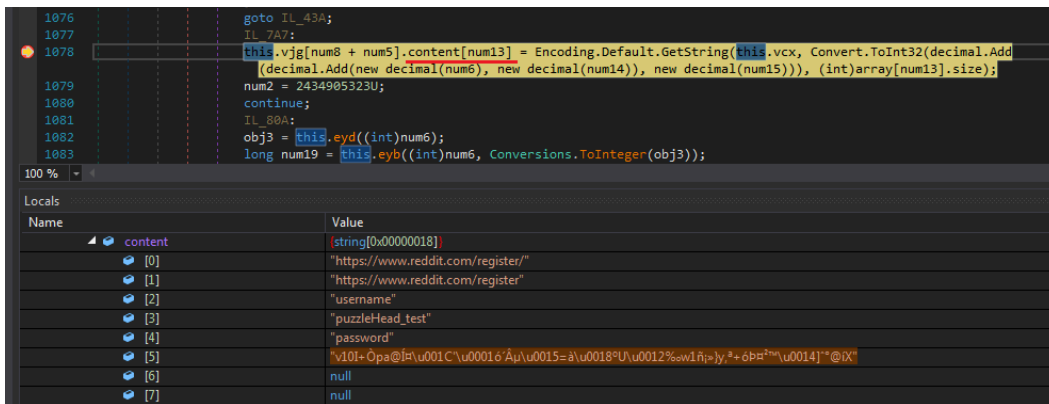 1076 goto IL_43A;
1077 IL_7A7:
1078 this.vjg[num8 + num5].content[num13] = Encoding.Default.GetString(this.vcx, Convert.ToInt32(decimal.Add
(decimal.Add(new decimal(num6), new decimal(num14)), new decimal(num15))), (int)array[num13].size);
1079 num2 = 2434905323U;
1080 continue;
1081 IL_80A:
1082 obj3 = this.eyd((int)num6);
1083 long num19 = this.eyb((int)num6, Conversions.ToInteger(obj3));
100 %
Locals
Name Value
content {string[0x00000018]}
[0] "https://www.reddit.com/register/"
[1] "https://www.reddit.com/register"
[2] "username"
[3] "puzzleHead_test"
[4] "password"
[5]
[6] null
[7] null